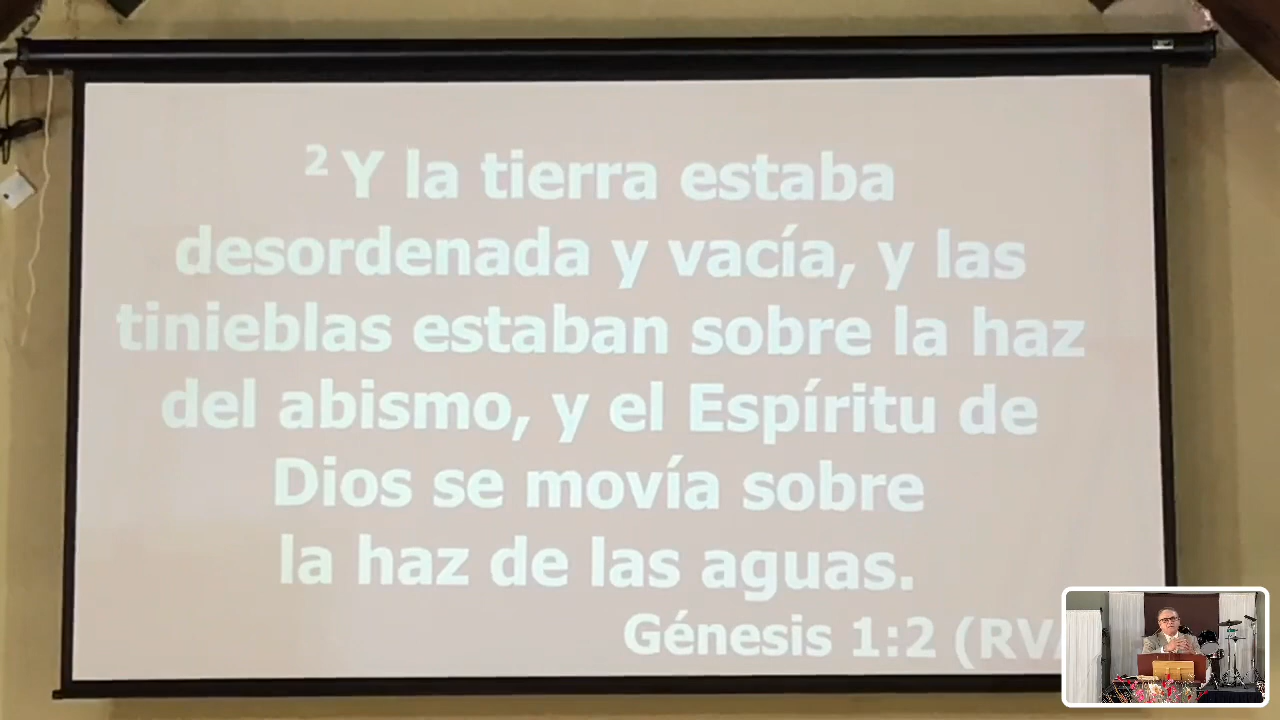 2 Y la tierra estaba
desordenada y vacía, y las
tinieblas estaban sobre la haz
del abismo, y el Espíritu de
Dios se movía sobre
la haz de las aguas.
Génesis 1:2 (RVA